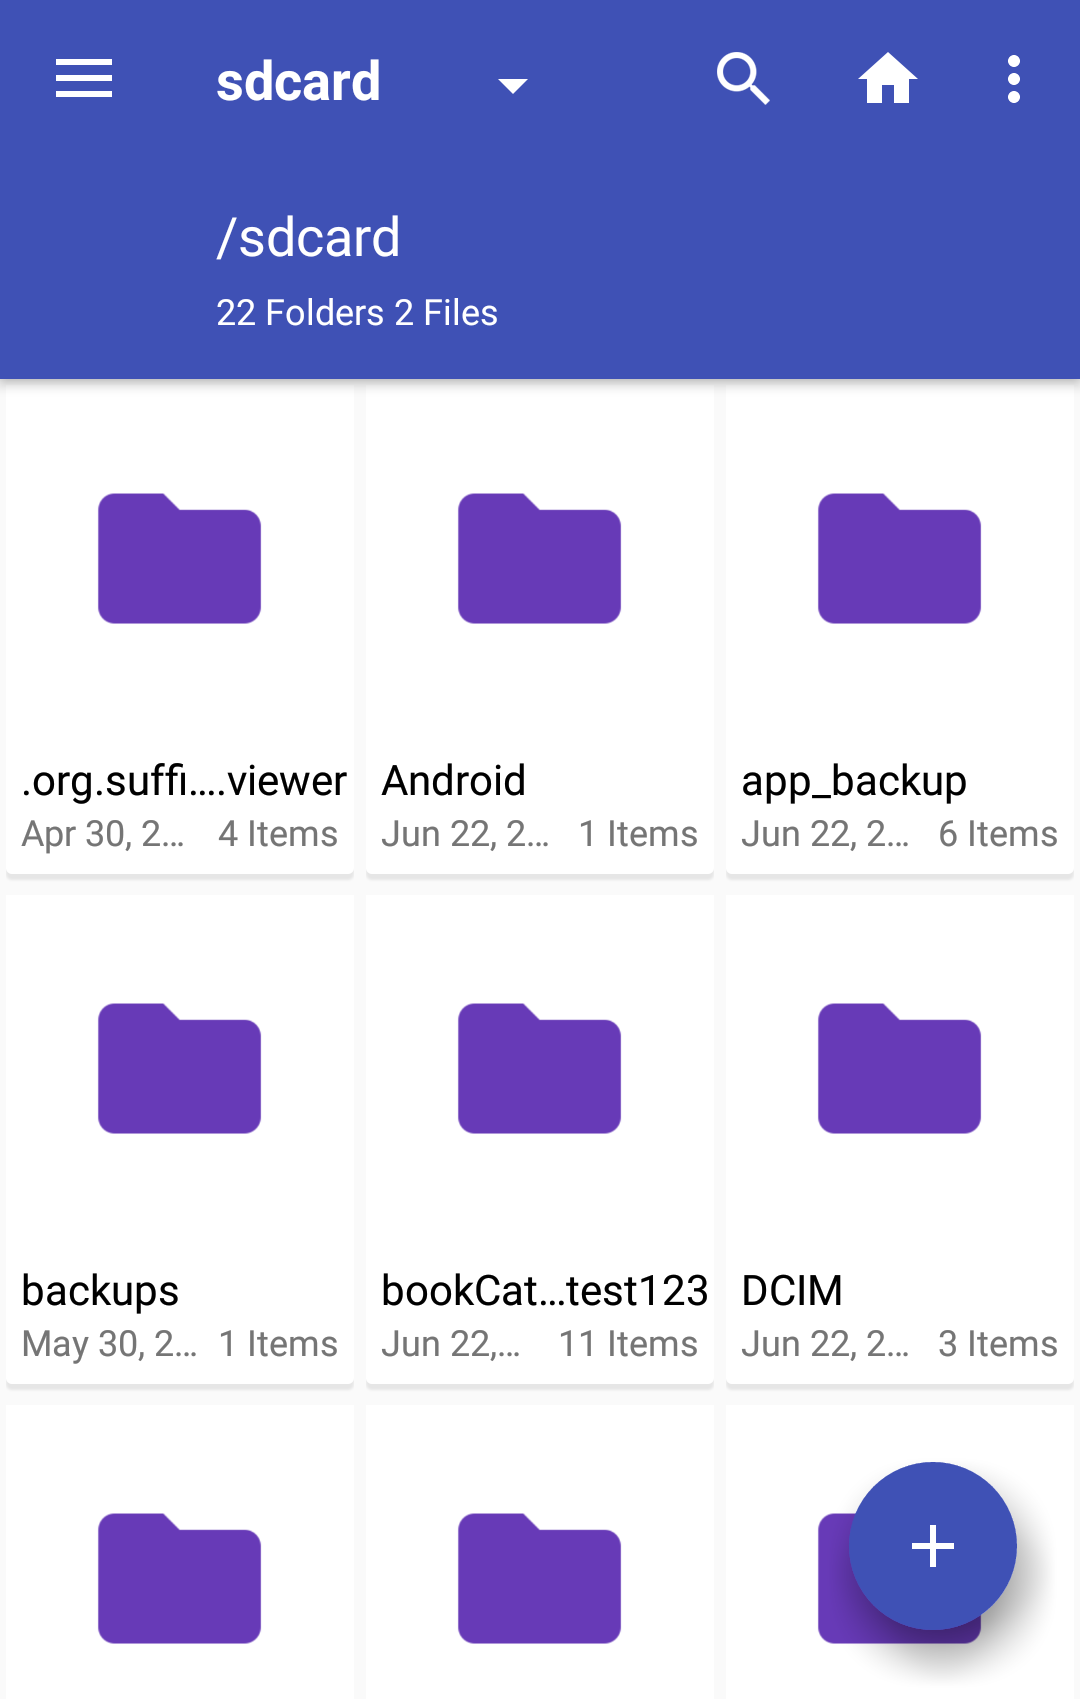 sdcard
/sdcard
22 Folders 2 Files
.org.suffi....viewer
Apr 30, 2... 4 Items
Android
Jun 22, 2... 1 Items
app_backup
Jun 22, 2... 6 Items
backups
May 30, 2... 1 Items
bookCat...test123
Jun 22,... 11 Items
DCIM
Jun 22, 2... 3 Items